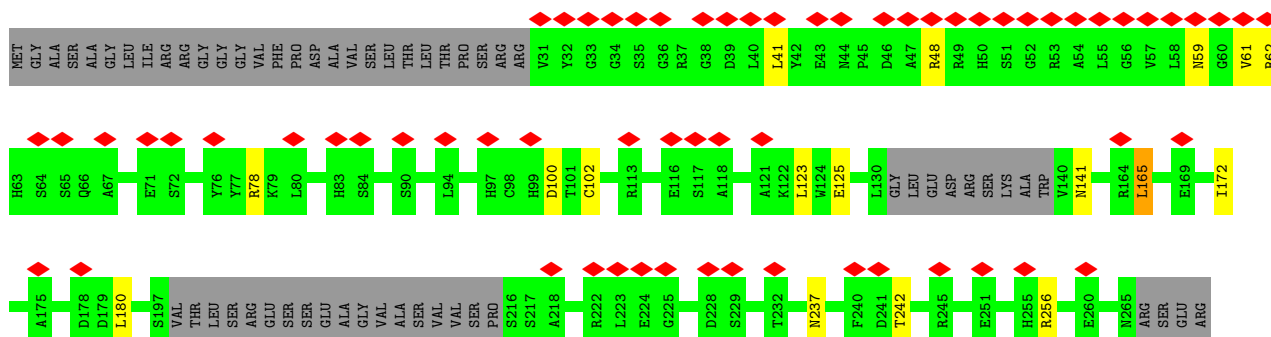 MET GLY ALA SER ALA GLY LEU ILE ARG ARG GLY GLY GLY VAL PHE PRO ASP ALA VAL SER LEU THR LEU THR PRO SER ARG ARG V31 Y32 G33 G34 S35 G36 R37 G38 D39 L40 L41 Y42 E43 N44 P45 D46 A47 R48 R49 H50 S51 G52 R53 A54 L55 G56 V57 L58 N59 G60 V61 R62
H63 S64 S65 Q66 A67 E71 S72 Y76 Y77 R78 K79 L80 H83 S84 S90 L94 H97 C98 H99 D100 T101 C102 R113 E116 S117 A118 A121 K122 L123 W124 E125 L130 GLY LEU GLU ASP ARG SER LYS ALA TRP V140 N141 R164 L165 E169 I172
A175 D178 D179 L180 S197 VAL THR LEU SER ARG GLU SER SER GLU ALA GLY VAL ALA SER VAL VAL SER PRO S216 S217 A218 R222 L223 E224 G225 D228 S229 T232 N237 F240 D241 T242 R245 E251 H255 R256 E260 N265 ARG SER GLU ARG